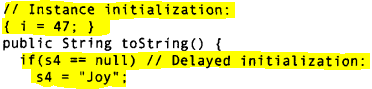 // Instance initialization:
{ i = 47; }
public String toString() {
if(s4 == null) // Delayed initialization:
s4 = "Joy";